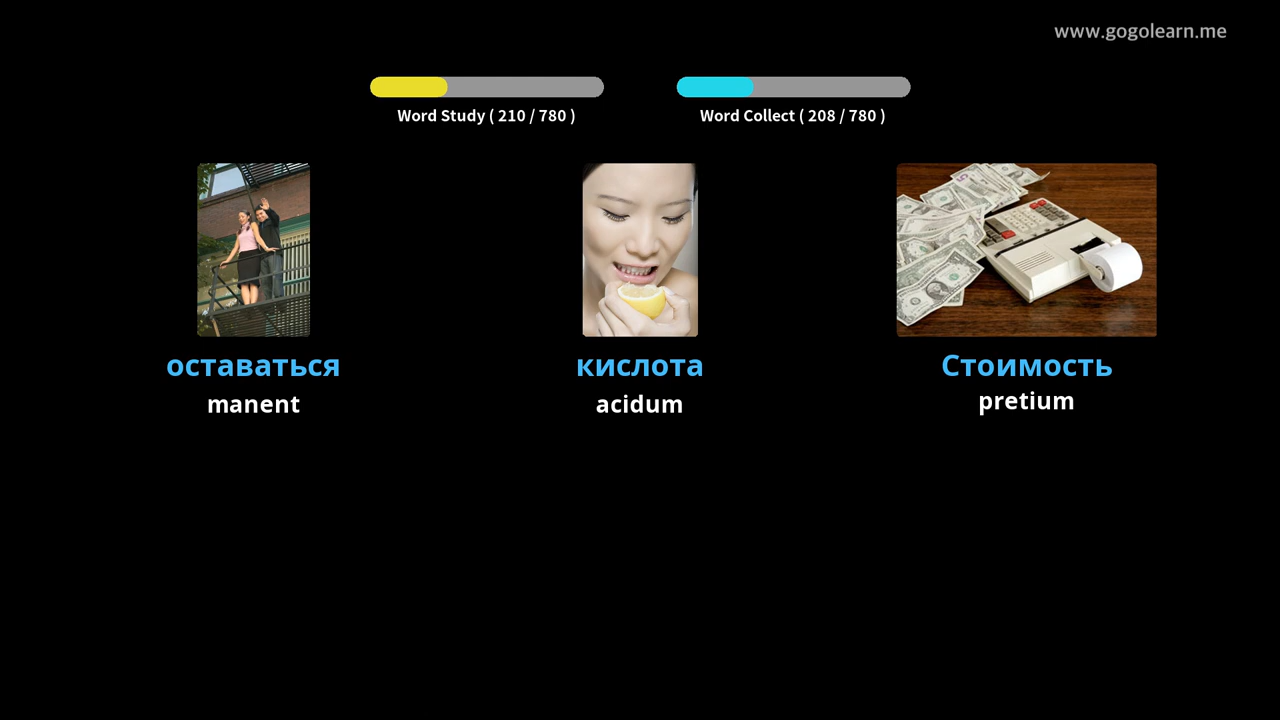 www.gogolearn.me
Word Study ( 210 / 780 )
Word Collect ( 208 / 780 )
оставаться
manent
кислота
acidum
Стоимость
pretium